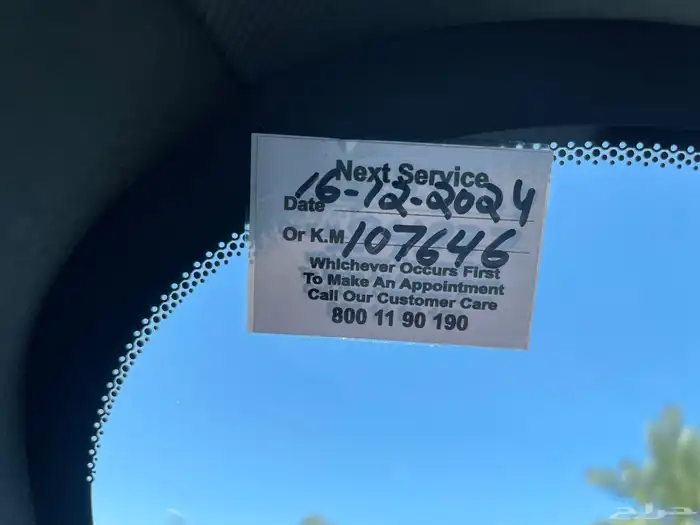 Next Service
Date 16-12-2024
Or K.M 107646
Whichever Occurs First
To Make An Appointment
Call Our Customer Care
800 11 90 190
حراج